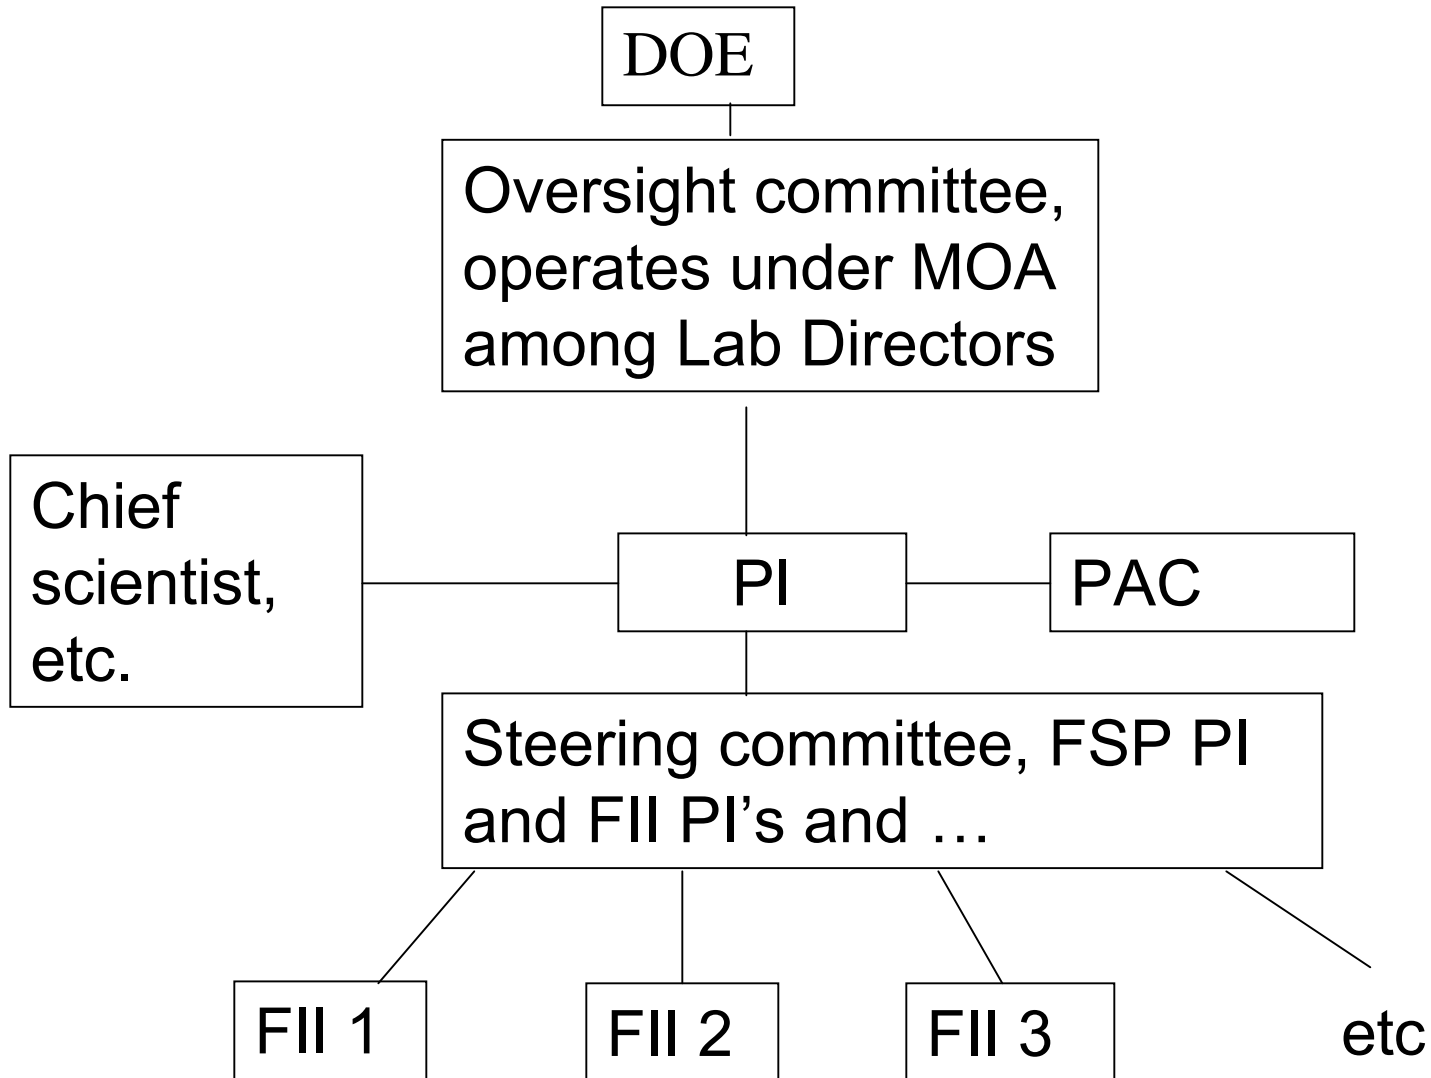 DOE
Oversight committee,
operates under MOA
among Lab Directors
Chief
scientist,
etc.
PI
PAC
Steering committee, FSP PI
and FII PI’s and …
FII 1
FII 2
FII 3
etc